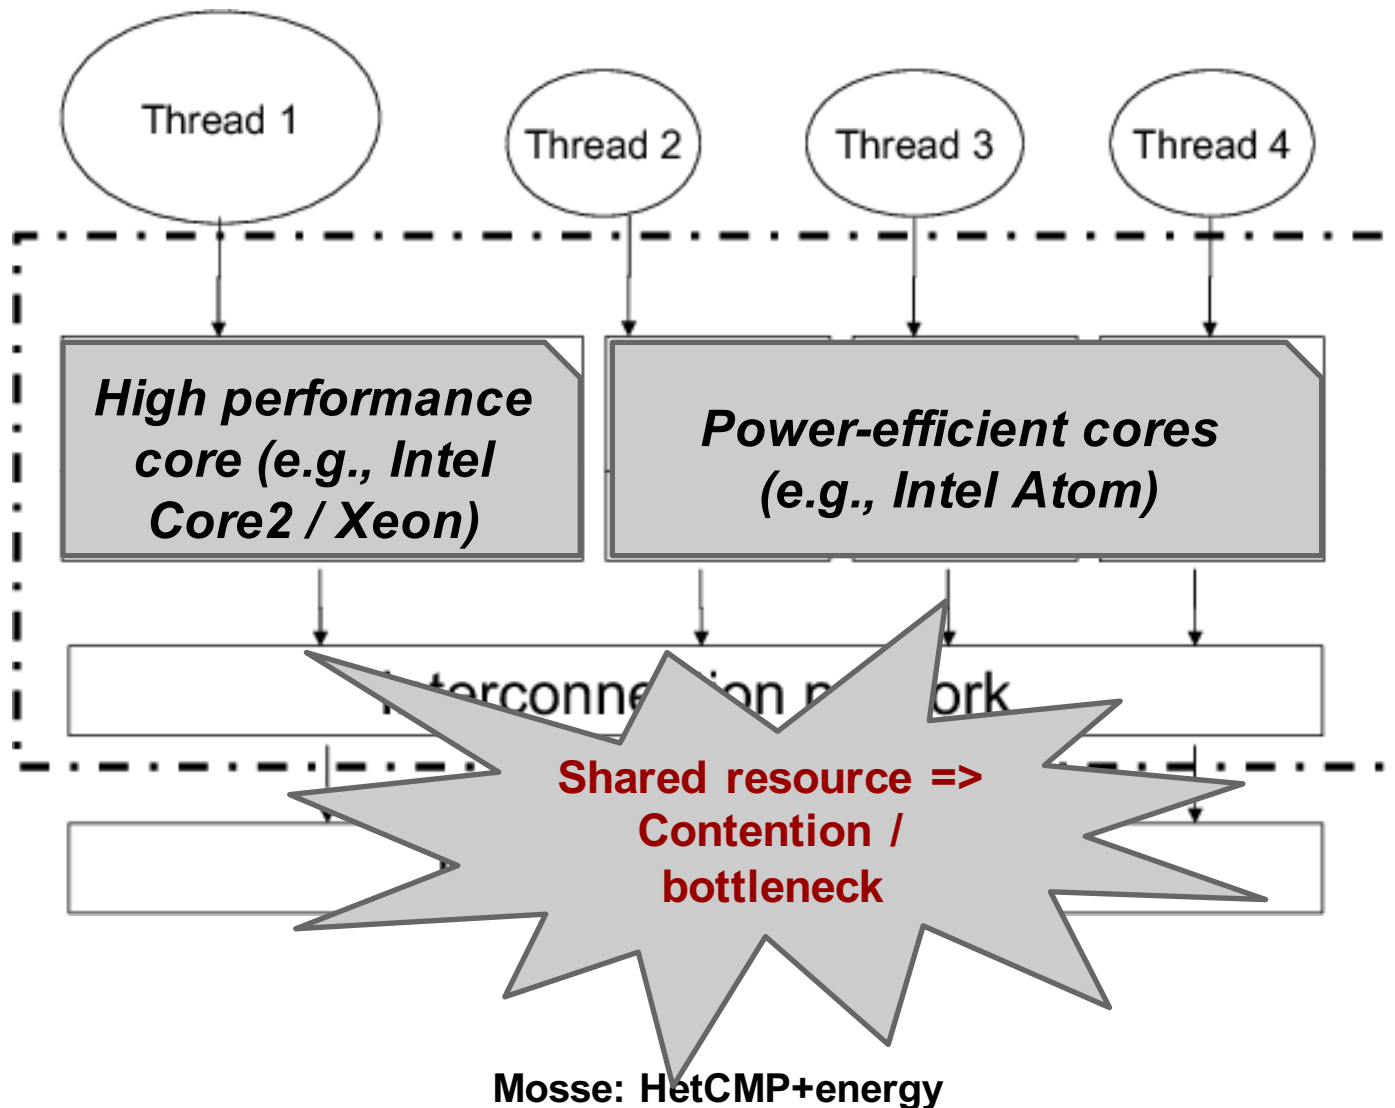 Thread 1
Thread 2
Thread 3
Thread 4
High performance
core (e.g., Intel
Core2 / Xeon)
Power-efficient cores
(e.g., Intel Atom)
Shared resource =>
Contention /
bottleneck
Mosse: HetCMP+energy